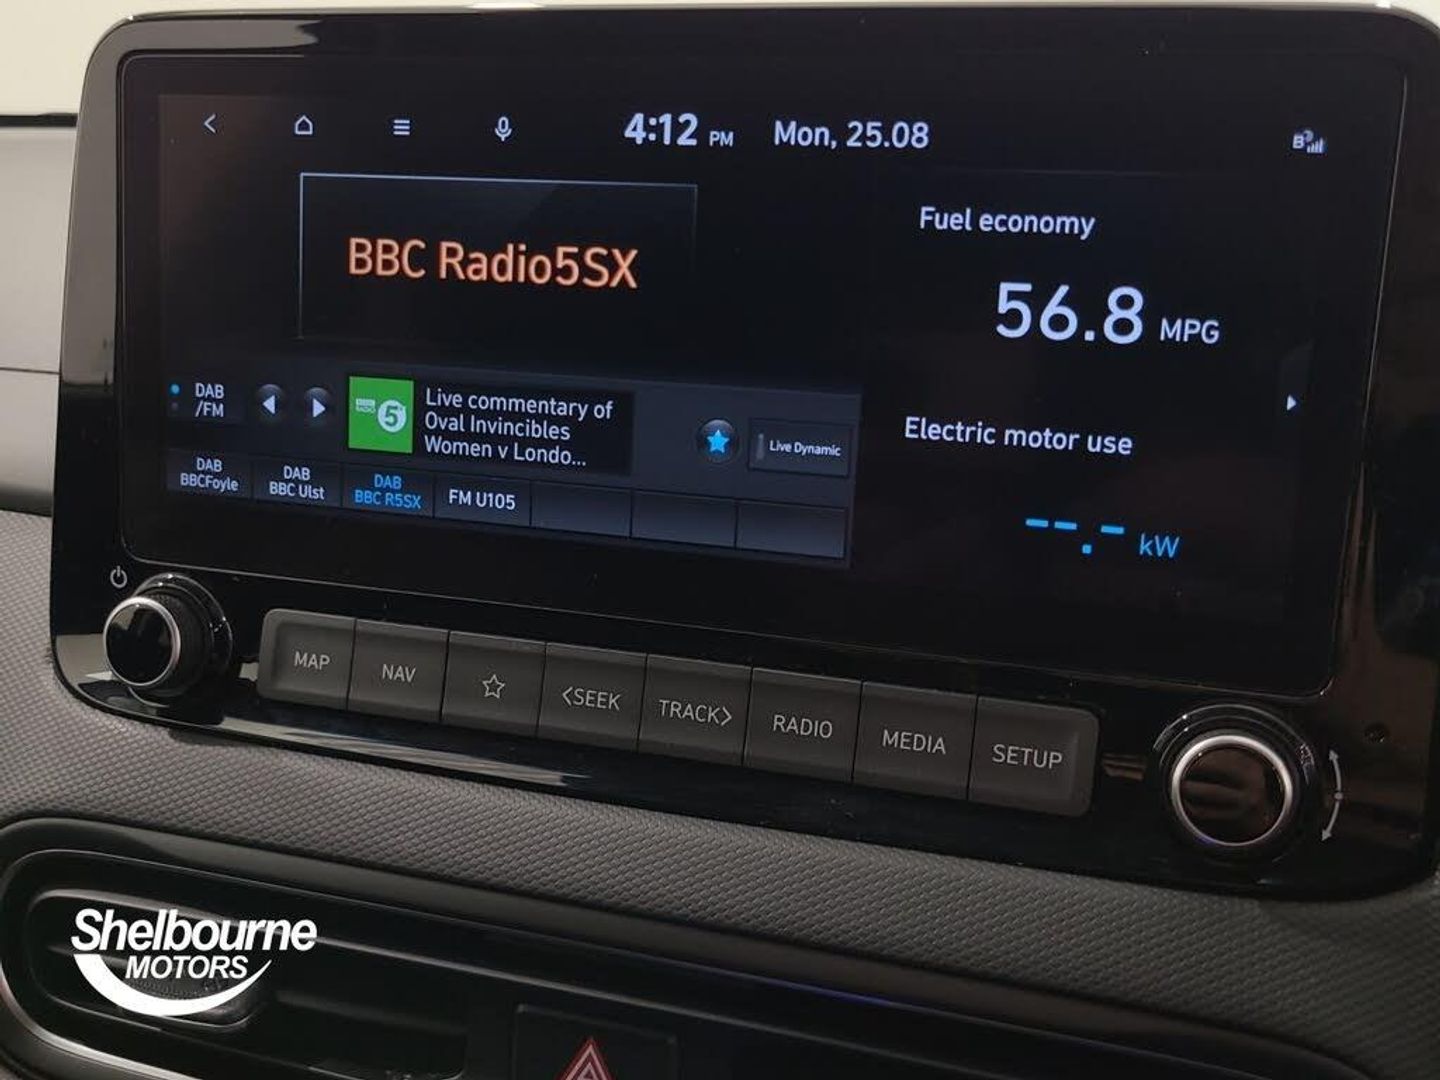 4:12 PM Mon, 25.08
BBC Radio5SX
Fuel economy
56.8 MPG
DAB
/FM
5
Live commentary of
Oval Invincibles
Women v Londo...
Live Dynamic
Electric motor use
--.- kW
DAB
BBCFoyle
DAB
BBC Ulst
DAB
BBC R5SX
FM U105
MAP
NAV
<SEEK
TRACK>
RADIO
MEDIA
SETUP
Shelbourne
MOTORS